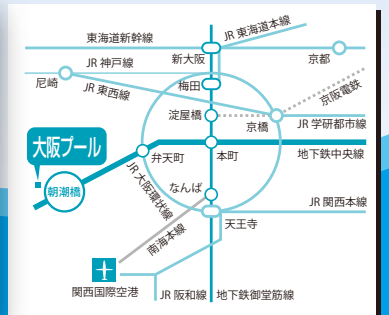 東海道新幹線
JR 東海道本線
新大阪
京都
JR 神戸線
尼崎
JR 東西線
梅田
京阪電鉄
淀屋橋
京橋
JR 学研都市線
大阪プール
弁天町
本町
地下鉄中央線
朝潮橋
JR 大阪環状線
なんば
JR 関西本線
南海本線
天王寺
関西国際空港
JR 阪和線
地下鉄御堂筋線